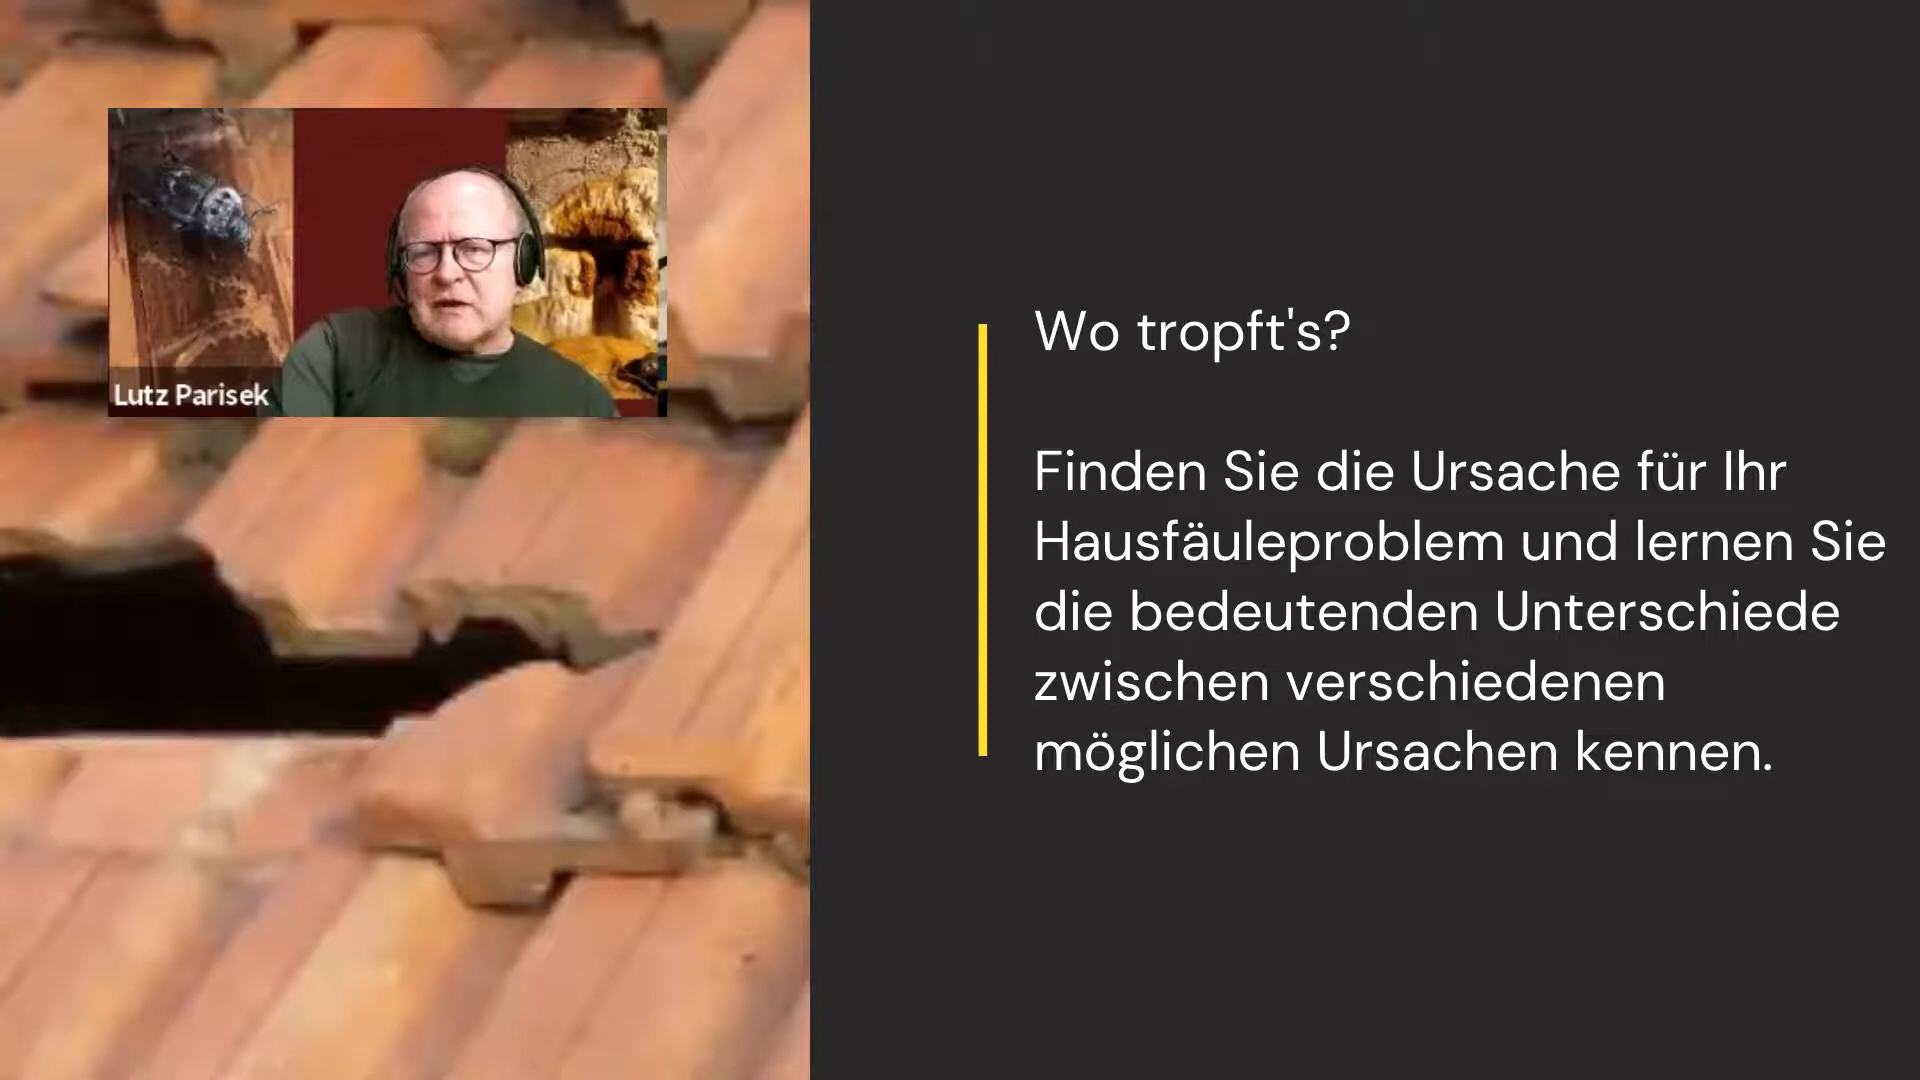 Lutz Parisek
Wo tropft's?
Finden Sie die Ursache für Ihr
Hausfäuleproblem und lernen Sie
die bedeutenden Unterschiede
zwischen verschiedenen
möglichen Ursachen kennen.